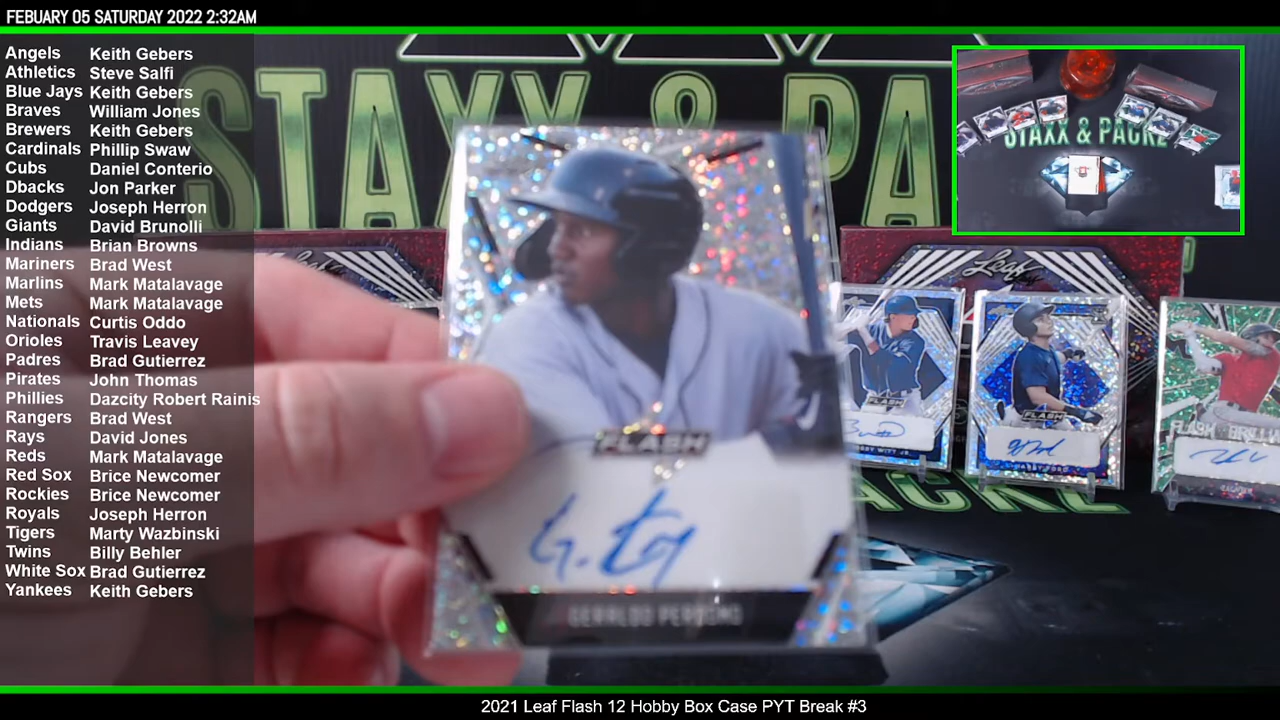 FEBUARY 05 SATURDAY 2022 2:32AM
Angels Keith Gebers
Athletics Steve Salfi
Blue Jays Keith Gebers
Braves William Jones
Brewers Keith Gebers
Cardinals Phillip Swaw
Cubs Daniel Conterio
Dbacks Jon Parker
Dodgers Joseph Herron
Giants David Brunolli
Indians Brian Browns
Mariners Brad West
Marlins Mark Matalavage
Mets Mark Matalavage
Nationals Curtis Oddo
Orioles Travis Leavey
Padres Brad Gutierrez
Pirates John Thomas
Phillies Dazcity Robert Rainis
Rangers Brad West
Rays David Jones
Reds Mark Matalavage
Red Sox Brice Newcomer
Rockies Brice Newcomer
Royals Joseph Herron
Tigers Marty Wazbinski
Twins Billy Behler
White Sox Brad Gutierrez
Yankees Keith Gebers
STAXX & PA
STAXX & PACKZ
Leaf
FLASH
FLASH
FLASH
FLASH
PACKZ
2021 Leaf Flash 12 Hobby Box Case PYT Break #3